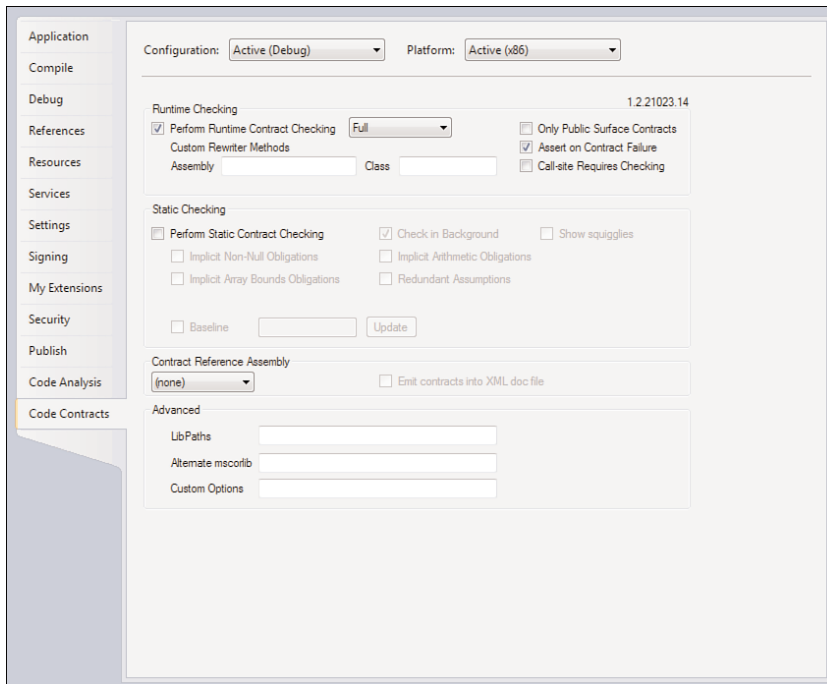 Application
Compile
Debug
References
Resources
Services
Settings
Signing
My Extensions
Security
Publish
Code Analysis
Code Contracts
Configuration: Active (Debug) Platform: Active (x86)
1.2.21023.14
Runtime Checking
Perform Runtime Contract Checking Full Only Public Surface Contracts
Custom Rewriter Methods Assert on Contract Failure
Assembly Class Call-site Requires Checking
Static Checking
Perform Static Contract Checking Check in Background Show squigglies
Implicit Non-Null Obligations Implicit Arithmetic Obligations
Implicit Array Bounds Obligations Redundant Assumptions
Baseline Update
Contract Reference Assembly
(none) Emit contracts into XML doc file
Advanced
LibPaths
Alternate mscorlib
Custom Options